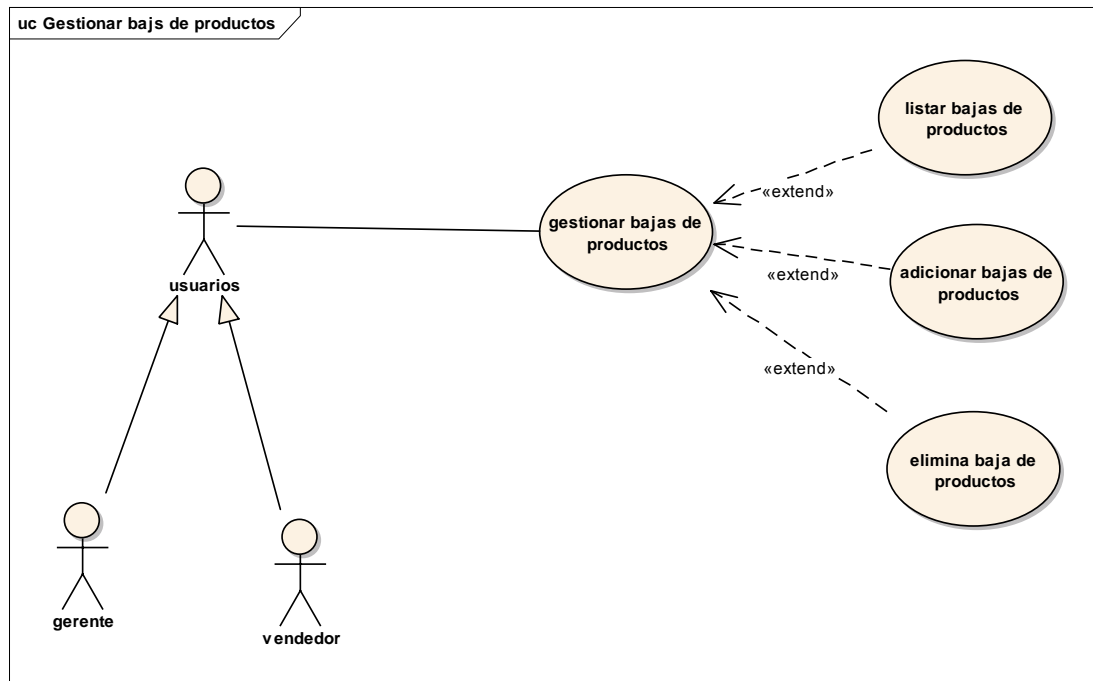 uc Gestionar bajs de productos
listar bajas de
productos
«extend»
usuarios
gestionar bajas de
productos
«extend»
adicionar bajas de
productos
«extend»
elimina baja de
productos
gerente
vendedor